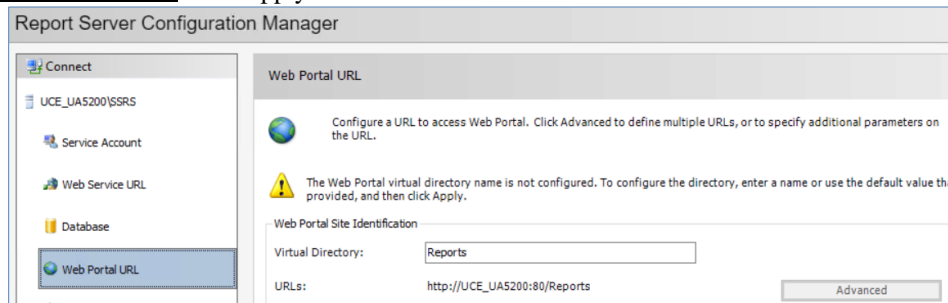 Report Server Configuration Manager
Connect
Web Portal URL
UCE_UA5200\SSRS
Configure a URL to access Web Portal. Click Advanced to define multiple URLs, or to specify additional parameters on
the URL.
Service Account
Web Service URL
The Web Portal virtual directory name is not configured. To configure the directory, enter a name or use the default value
provided, and then click Apply.
Database
Web Portal Site Identification
Virtual Directory:
Reports
Web Portal URL
URLs:
http://UCE_UA5200:80/Reports
Advanced